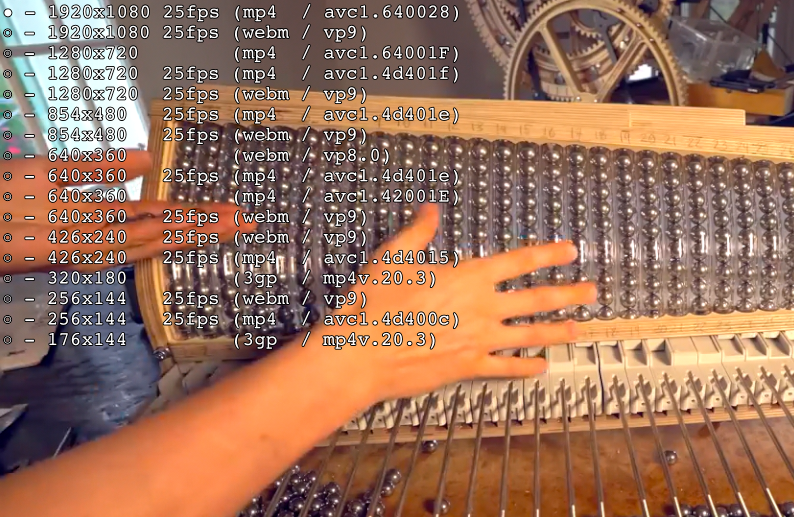 ● - 1920x1080 25fps (mp4 / avc1.640028)
○ - 1920x1080 25fps (webm / vp9)
○ - 1280x720 (mp4 / avc1.64001F)
○ - 1280x720 25fps (mp4 / avc1.4d401f)
○ - 1280x720 25fps (webm / vp9)
○ - 854x480 25fps (mp4 / avc1.4d401e)
○ - 854x480 25fps (webm / vp9)
○ - 640x360 (webm / vp8.0)
○ - 640x360 25fps (mp4 / avc1.4d401e)
○ - 640x360 (mp4 / avc1.42001E)
○ - 640x360 25fps (webm / vp9)
○ - 426x240 25fps (webm / vp9)
○ - 426x240 25fps (mp4 / avc1.4d4015)
○ - 320x180 (3gp / mp4v.20.3)
○ - 256x144 25fps (webm / vp9)
○ - 256x144 25fps (mp4 / avc1.4d400c)
○ - 176x144 (3gp / mp4v.20.3)